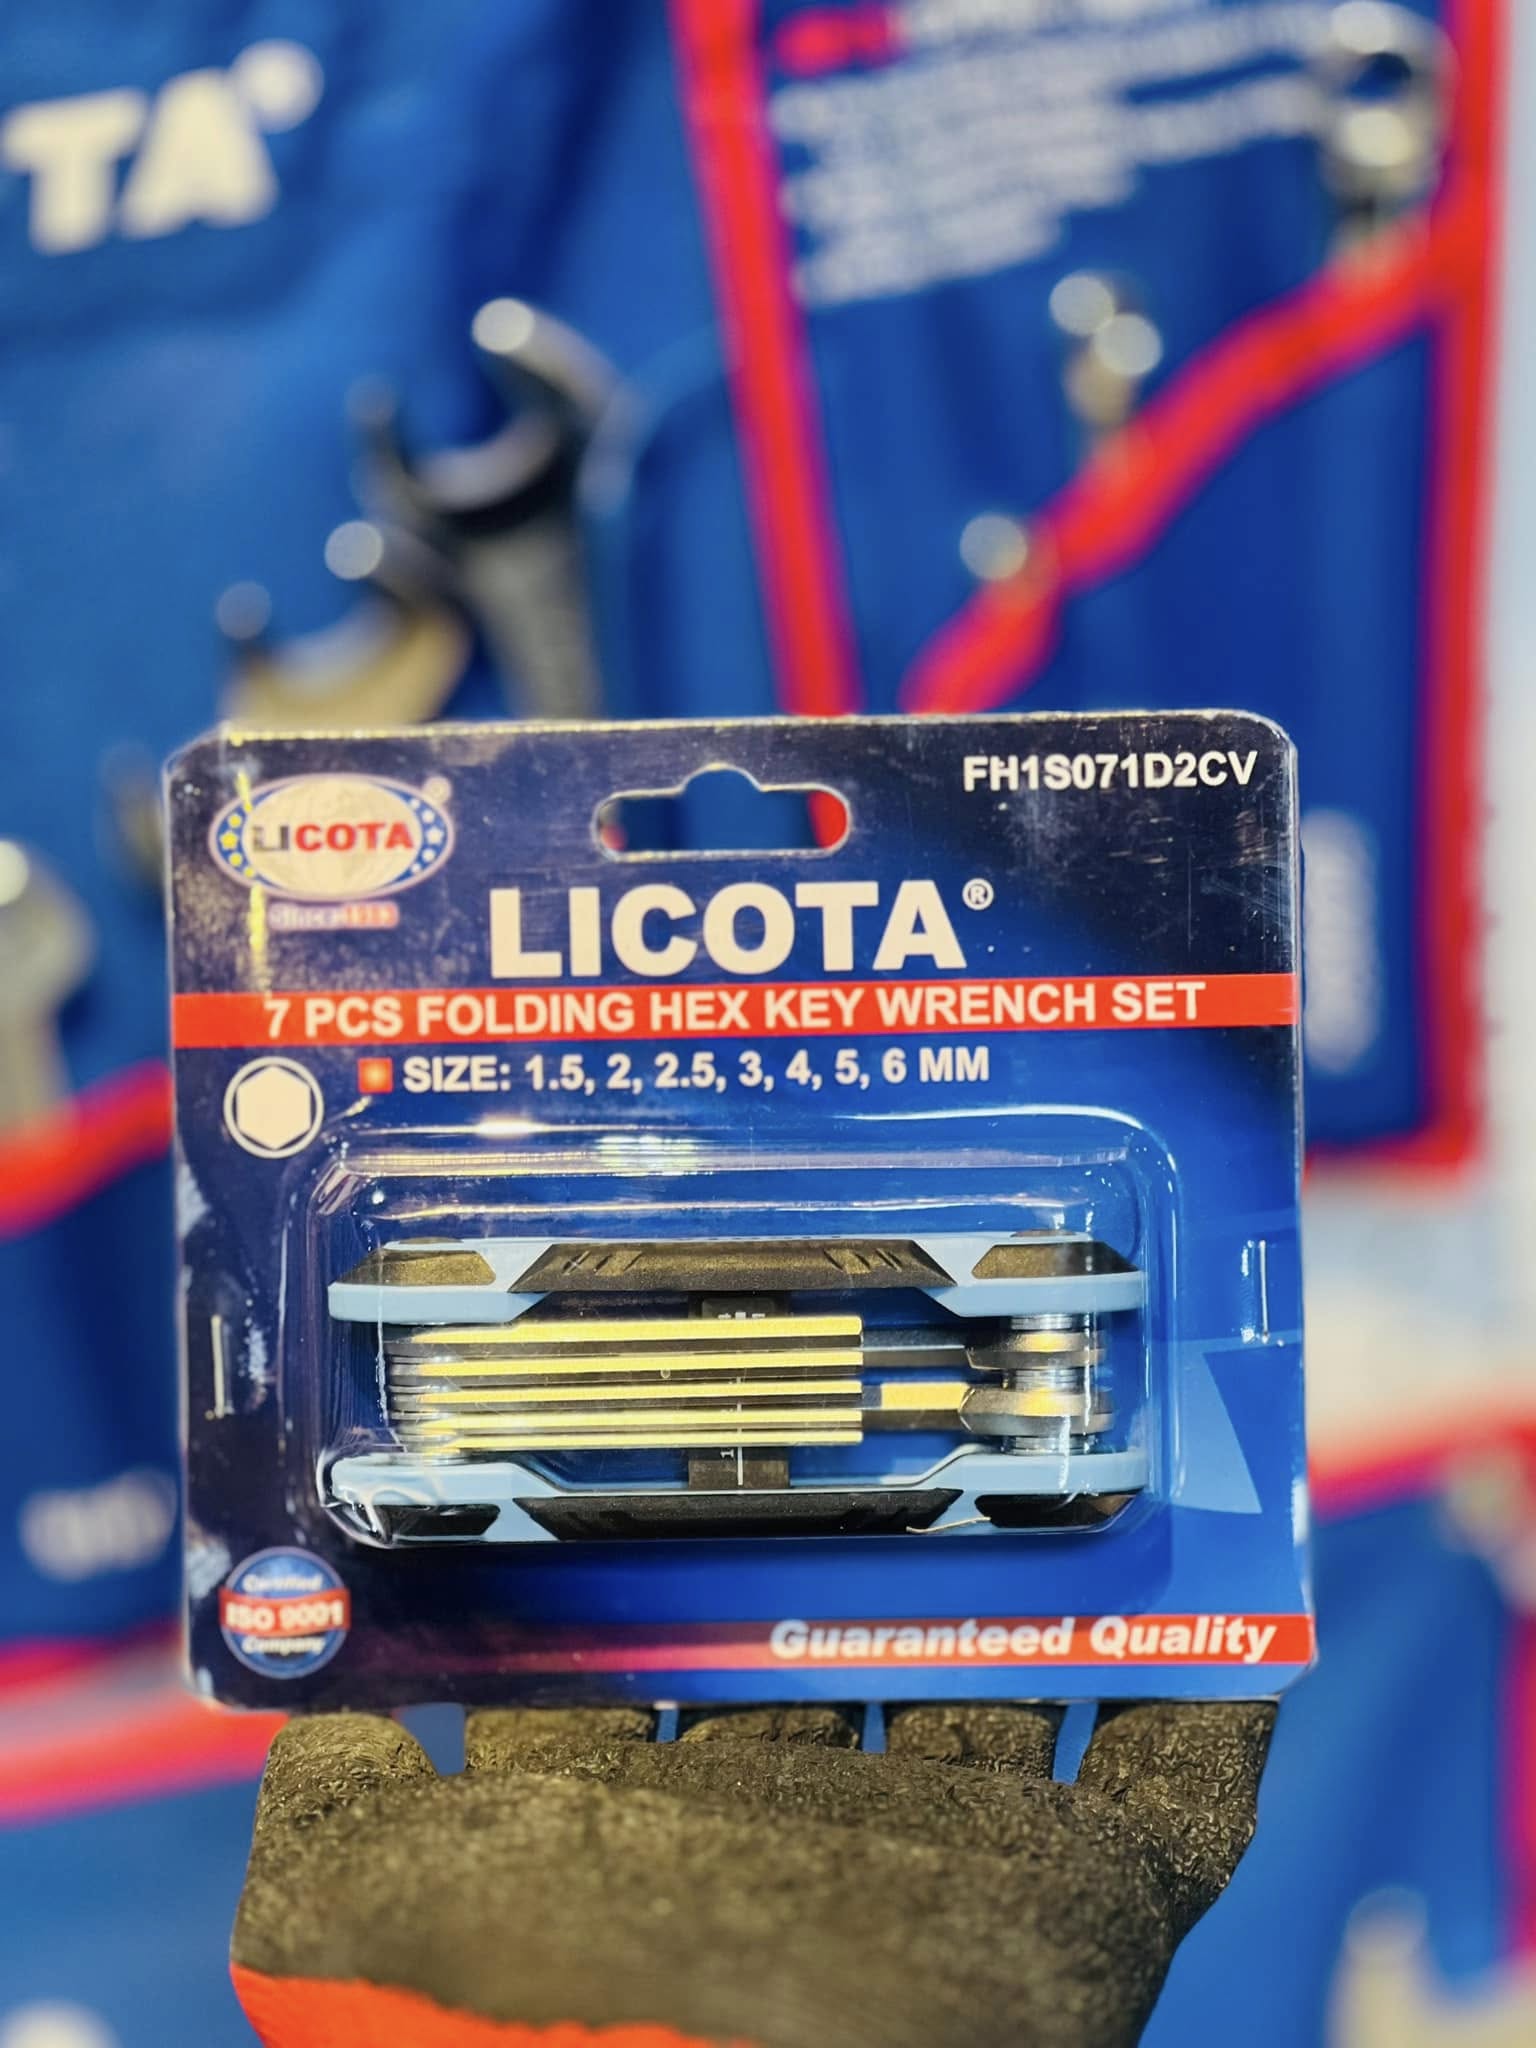 TA
FH1S071D2CV
LICOTA®
LICOTA®
7 PCS FOLDING HEX KEY WRENCH SET
SIZE: 1.5, 2, 2.5, 3, 4, 5, 6 MM
Certified
ISO 9001
Company
Guaranteed Quality